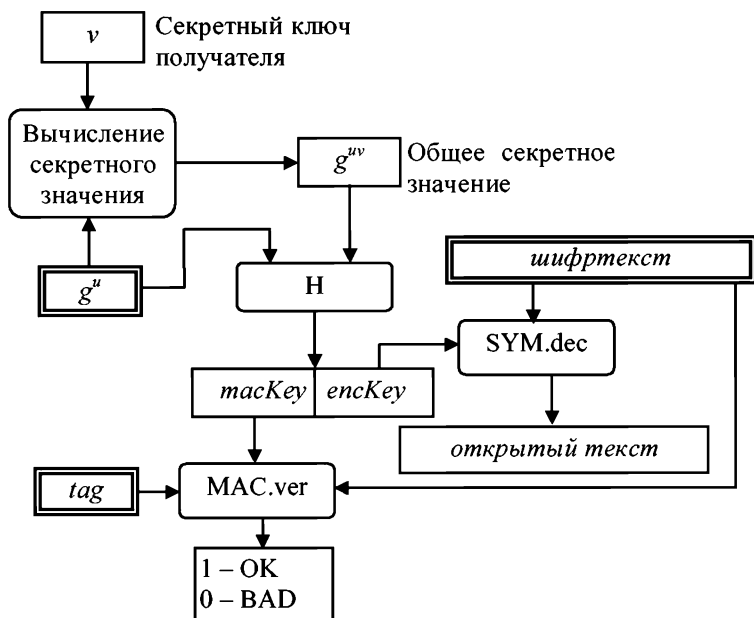 v
Секретный ключ
получателя
Вычисление
секретного
значения
g^{uv}
Общее секретное
значение
g^{u}
H
шифртекст
SYM.dec
macKey
encKey
открытый текст
tag
MAC.ver
1 – OK
0 – BAD